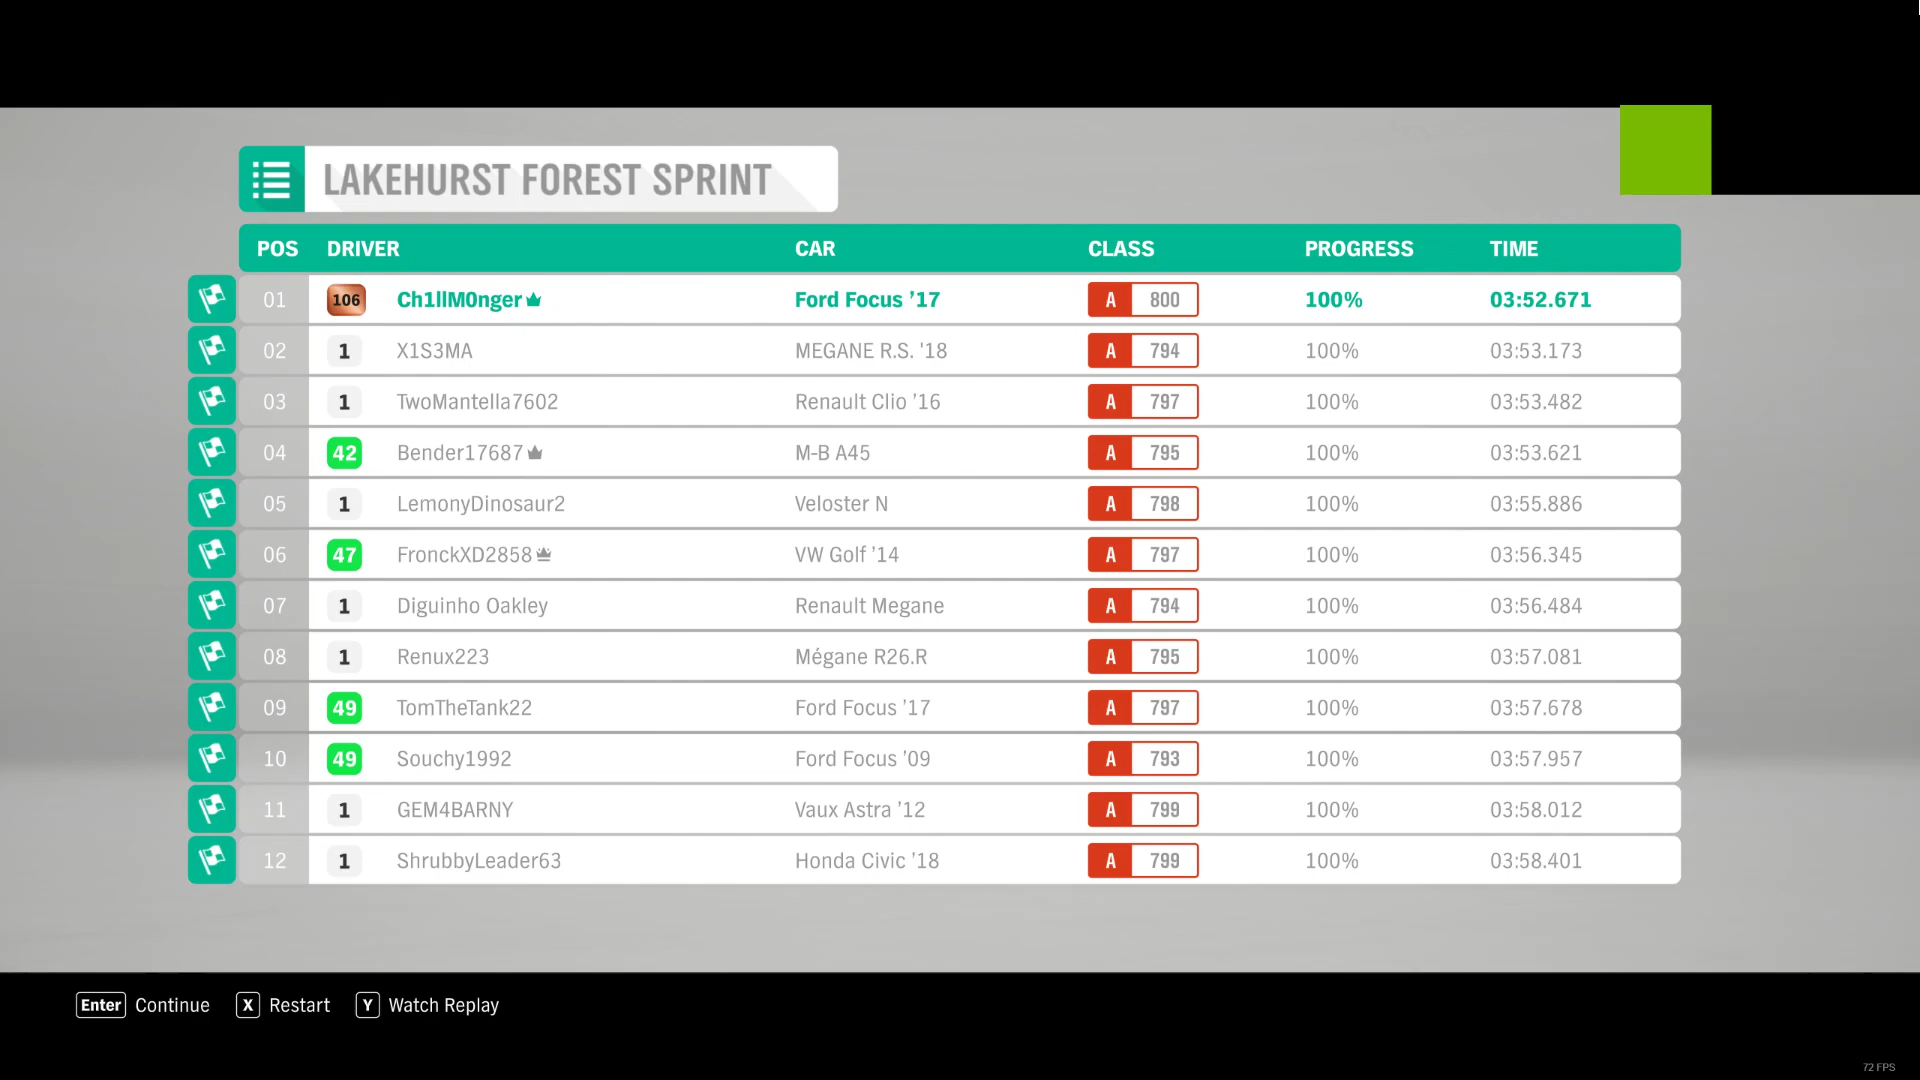 LAKEHURST FOREST SPRINT
POS DRIVER CAR CLASS PROGRESS TIME
01 106 Ch1llM0nger Ford Focus ’17 A 800 100% 03:52.671
02 1 X1S3MA MEGANE R.S. '18 A 794 100% 03:53.173
03 1 TwoMantella7602 Renault Clio ’16 A 797 100% 03:53.482
04 42 Bender17687 M-B A45 A 795 100% 03:53.621
05 1 LemonyDinosaur2 Veloster N A 798 100% 03:55.886
06 47 FronckXD2858 VW Golf ’14 A 797 100% 03:56.345
07 1 Diguinho Oakley Renault Megane A 794 100% 03:56.484
08 1 Renux223 Mégane R26.R A 795 100% 03:57.081
09 49 TomTheTank22 Ford Focus ’17 A 797 100% 03:57.678
10 49 Souchy1992 Ford Focus ’09 A 793 100% 03:57.957
11 1 GEM4BARNY Vaux Astra ’12 A 799 100% 03:58.012
12 1 ShrubbyLeader63 Honda Civic ’18 A 799 100% 03:58.401
Enter Continue X Restart Y Watch Replay
72 FPS